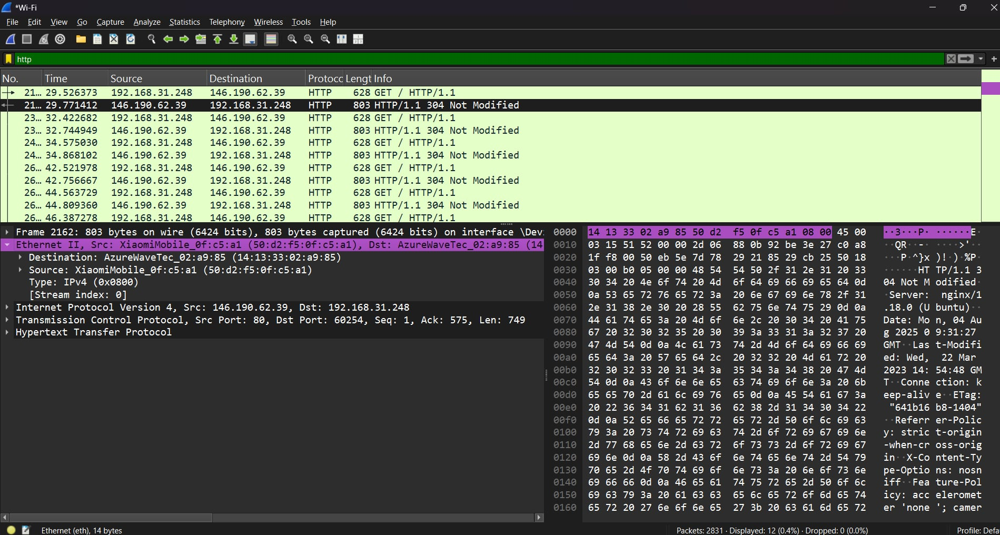 *Wi-Fi
File Edit View Go Capture Analyze Statistics Telephony Wireless Tools Help
http
No. Time Source Destination Protocc Lengt Info
21… 29.526373 192.168.31.248 146.190.62.39 HTTP 628 GET / HTTP/1.1
21… 29.771412 146.190.62.39 192.168.31.248 HTTP 803 HTTP/1.1 304 Not Modified
23… 32.422682 192.168.31.248 146.190.62.39 HTTP 628 GET / HTTP/1.1
23… 32.744949 146.190.62.39 192.168.31.248 HTTP 803 HTTP/1.1 304 Not Modified
24… 34.575030 192.168.31.248 146.190.62.39 HTTP 628 GET / HTTP/1.1
24… 34.868102 146.190.62.39 192.168.31.248 HTTP 803 HTTP/1.1 304 Not Modified
26… 42.521978 192.168.31.248 146.190.62.39 HTTP 628 GET / HTTP/1.1
26… 42.756667 146.190.62.39 192.168.31.248 HTTP 803 HTTP/1.1 304 Not Modified
26… 44.563729 192.168.31.248 146.190.62.39 HTTP 628 GET / HTTP/1.1
26… 44.809360 146.190.62.39 192.168.31.248 HTTP 803 HTTP/1.1 304 Not Modified
26… 46.387278 192.168.31.248 146.190.62.39 HTTP 628 GET / HTTP/1.1
Frame 2162: 803 bytes on wire (6424 bits), 803 bytes captured (6424 bits) on interface \Dev
Ethernet II, Src: XiaomiMobile_0f:c5:a1 (50:d2:f5:0f:c5:a1), Dst: AzureWaveTec_02:a9:85 (14
Destination: AzureWaveTec_02:a9:85 (14:13:33:02:a9:85)
Source: XiaomiMobile_0f:c5:a1 (50:d2:f5:0f:c5:a1)
Type: IPv4 (0x0800)
[Stream index: 0]
Internet Protocol Version 4, Src: 146.190.62.39, Dst: 192.168.31.248
Transmission Control Protocol, Src Port: 80, Dst Port: 60254, Seq: 1, Ack: 575, Len: 749
Hypertext Transfer Protocol
0000 14 13 33 02 a9 85 50 d2 f5 0f c5 a1 08 00 45 00 ··3···P· ······E·
0010 03 15 51 52 00 00 2d 06 88 0b 92 be 3e 27 c0 a8 ··QR··-· ····>'··
0020 1f f8 00 50 eb 5e 7d 78 29 21 85 29 cb 25 50 18 ···P·^}x )!·)·%P·
0030 03 00 b0 05 00 00 48 54 54 50 2f 31 2e 31 20 33 ······HT TP/1.1 3
0040 30 34 20 4e 6f 74 20 4d 6f 64 69 66 69 65 64 0d 04 Not M odified·
0050 0a 53 65 72 76 65 72 3a 20 6e 67 69 6e 78 2f 31 ·Server: nginx/1
0060 2e 31 38 2e 30 20 28 55 62 75 6e 74 75 29 0d 0a .18.0 (U buntu)··
0070 44 61 74 65 3a 20 4d 6f 6e 2c 20 30 34 20 41 75 Date: Mo n, 04 Au
0080 67 20 32 30 32 35 20 30 39 3a 33 31 3a 32 37 20 g 2025 0 9:31:27
0090 47 4d 54 0d 0a 4c 61 73 74 2d 4d 6f 64 69 66 69 GMT··Las t-Modifi
00a0 65 64 3a 20 57 65 64 2c 20 32 32 20 4d 61 72 20 ed: Wed, 22 Mar
00b0 32 30 32 33 20 31 34 3a 35 34 3a 34 38 20 47 4d 2023 14: 54:48 GM
00c0 54 0d 0a 43 6f 6e 6e 65 63 74 69 6f 6e 3a 20 6b T··Conne ction: k
00d0 65 65 70 2d 61 6c 69 76 65 0d 0a 45 54 61 67 3a eep-aliv e··ETag:
00e0 20 22 36 34 31 62 31 36 62 38 2d 31 34 30 34 22 "641b16 b8-1404"
00f0 0d 0a 52 65 66 65 72 72 65 72 2d 50 6f 6c 69 63 ··Referr er-Polic
0100 79 3a 20 73 74 72 69 63 74 2d 6f 72 69 67 69 6e y: stric t-origin
0110 2d 77 68 65 6e 2d 63 72 6f 73 73 2d 6f 72 69 67 -when-cr oss-orig
0120 69 6e 0d 0a 58 2d 43 6f 6e 74 65 6e 74 2d 54 79 in··X-Co ntent-Ty
0130 70 65 2d 4f 70 74 69 6f 6e 73 3a 20 6e 6f 73 6e pe-Optio ns: nosn
0140 69 66 66 0d 0a 46 65 61 74 75 72 65 2d 50 6f 6c iff··Fea ture-Pol
0150 69 63 79 3a 20 61 63 63 65 6c 65 72 6f 6d 65 74 icy: acc eleromet
0160 65 72 20 27 6e 6f 6e 65 27 3b 20 63 61 6d 65 72 er 'none '; camer
Ethernet (eth), 14 bytes
Packets: 2831 · Displayed: 12 (0.4%) · Dropped: 0 (0.0%)
Profile: Defa